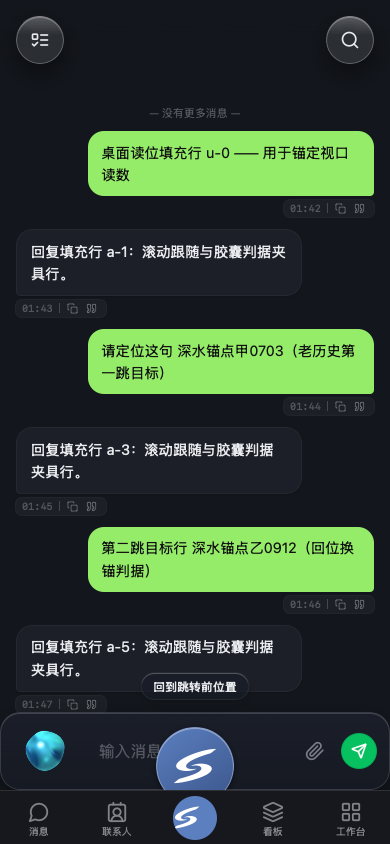 — 没有更多消息 —
桌面读位填充行 u-0 —— 用于锚定视口
读数
01:42
回复填充行 a-1：滚动跟随与胶囊判据夹
具行。
01:43
请定位这句 深水锚点甲0703（老历史第
一跳目标）
01:44
回复填充行 a-3：滚动跟随与胶囊判据
夹具行。
01:45
第二跳目标行 深水锚点乙0912（回位换
锚判据）
01:46
回复填充行 a-5：滚动跟随与胶囊判据
夹具行。
回到跳转前位置
01:47
输入消息
消息
联系人
看板
工作台